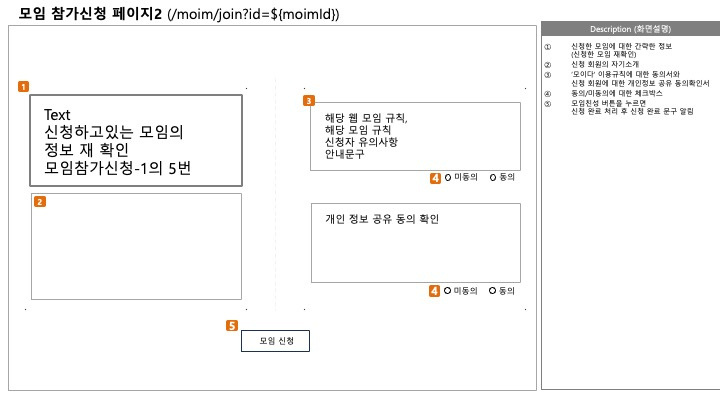 모임 참가신청 페이지2 (/moim/join?id=${moimId})
1
Text
신청하고있는 모임의
정보 재 확인
모임참가신청-1의 5번
2
3
해당 웹 모임 규칙,
해당 모임 규칙
신청자 유의사항
안내문구
4 미동의 동의
개인 정보 공유 동의 확인
4 미동의 동의
5
모임 신청
Description (화면설명)
① 신청한 모임에 대한 간략한 정보
(신청한 모임 재확인)
② 신청 회원의 자기소개
③ '모이다' 이용규칙에 대한 동의서와
신청 회원에 대한 개인정보 공유 동의확인서
④ 동의/미동의에 대한 체크박스
⑤ 모임친성 버튼을 누르면
신청 완료 처리 후 신청 완료 문구 알림